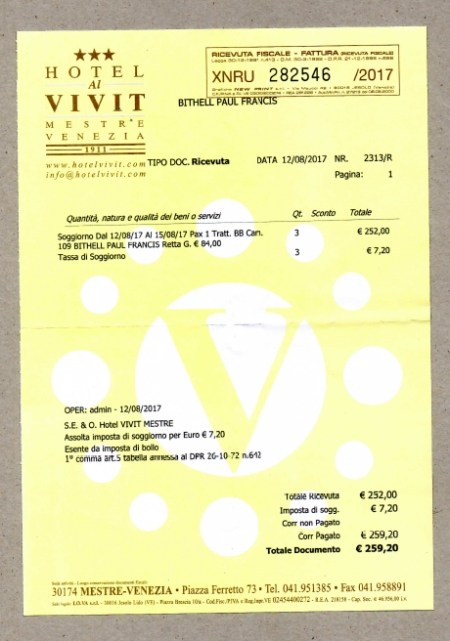 ★★★
HOTEL
Al
VIVIT
MESTRE
VENEZIA
1911
www.hotelvivit.com
info@hotelvivit.com
RICEVUTA FISCALE - FATTURA (RICEVUTA FISCALE)
XNRU 282546 /2017
BITHELL PAUL FRANCIS
TIPO DOC. Ricevuta DATA 12/08/2017 NR. 2313/R
Pagina: 1
Quantità, natura e qualità dei beni o servizi Qt. Sconto Totale
Soggiorno Dal 12/08/17 Al 15/08/17 Pax 1 Tratt. BB Can. 3 € 252,00
109 BITHELL PAUL FRANCIS Retta G. € 84,00
Tassa di Soggiorno 3 € 7,20
V
OPER: admin - 12/08/2017
S.E. & O. Hotel VIVIT MESTRE
Assolta imposta di soggiorno per Euro € 7,20
Esente da imposta di bollo
1° comma art.5 tabella annessa al DPR 26-10-72 n.642
Totale Ricevuta € 252,00
Imposta di sogg. € 7,20
Corr non Pagato
Corr Pagato € 259,20
Totale Documento € 259,20
30174 MESTRE-VENEZIA • Piazza Ferretto 73 • Tel. 041.951385 • Fax 041.958891